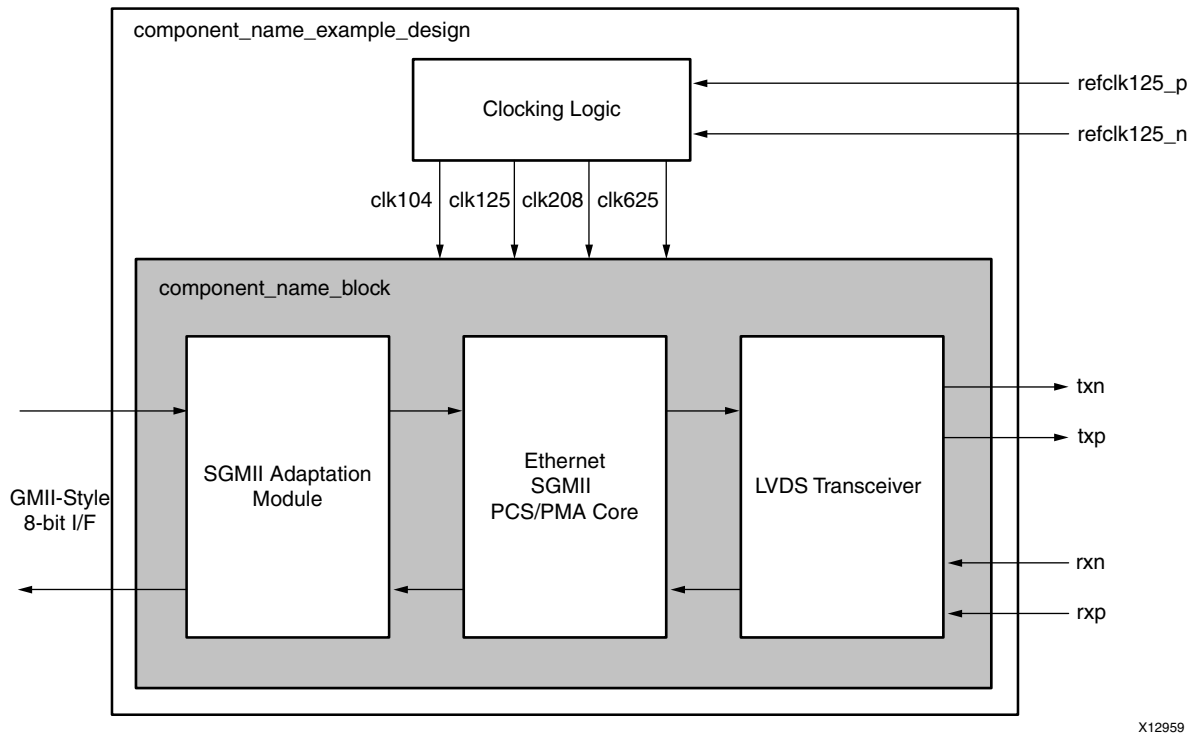 component_name_example_design
Clocking Logic
refclk125_p
refclk125_n
clk104 clk125 clk208 clk625
component_name_block
SGMII Adaptation
Module
Ethernet
SGMII
PCS/PMA Core
LVDS Transceiver
GMII-Style
8-bit I/F
txn
txp
rxn
rxp
X12959